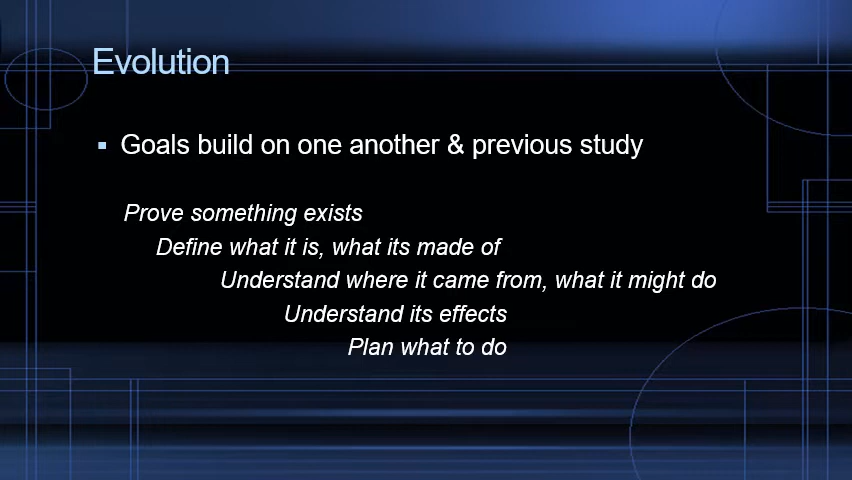 Evolution
Goals build on one another & previous study
Prove something exists
Define what it is, what its made of
Understand where it came from, what it might do
Understand its effects
Plan what to do